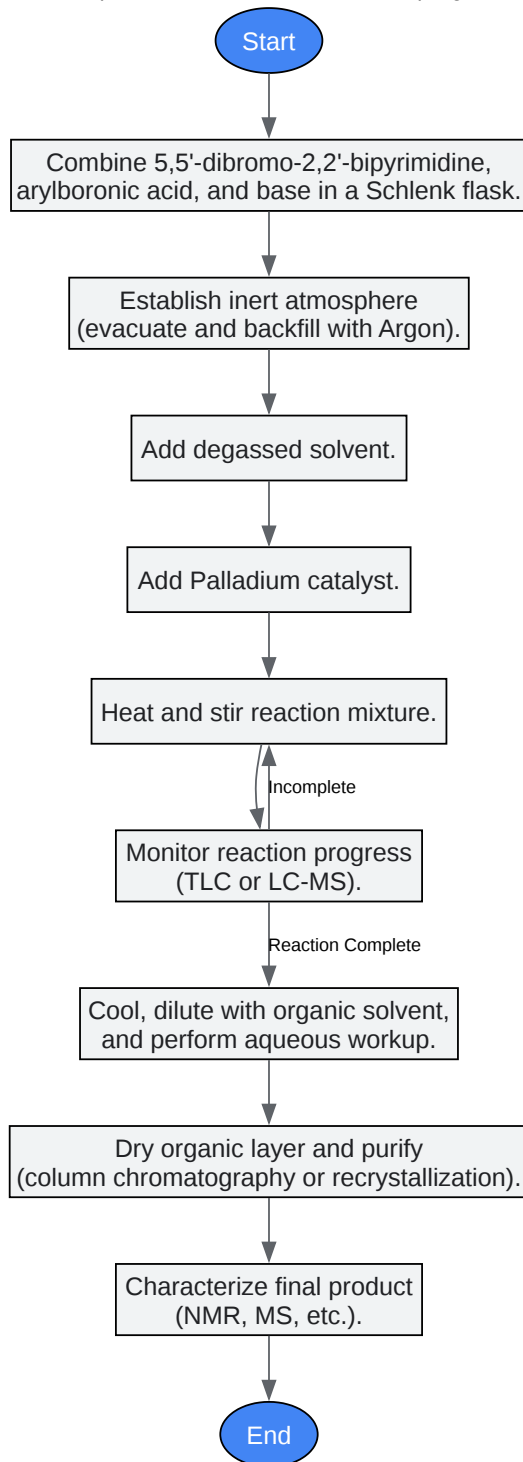 Start
Combine 5,5'-dibromo-2,2'-bipyrimidine,
arylboronic acid, and base in a Schlenk flask.
Establish inert atmosphere
(evacuate and backfill with Argon).
Add degassed solvent.
Add Palladium catalyst.
Heat and stir reaction mixture.
Incomplete
Monitor reaction progress
(TLC or LC-MS).
Reaction Complete
Cool, dilute with organic solvent,
and perform aqueous workup.
Dry organic layer and purify
(column chromatography or recrystallization).
Characterize final product
(NMR, MS, etc.).
End